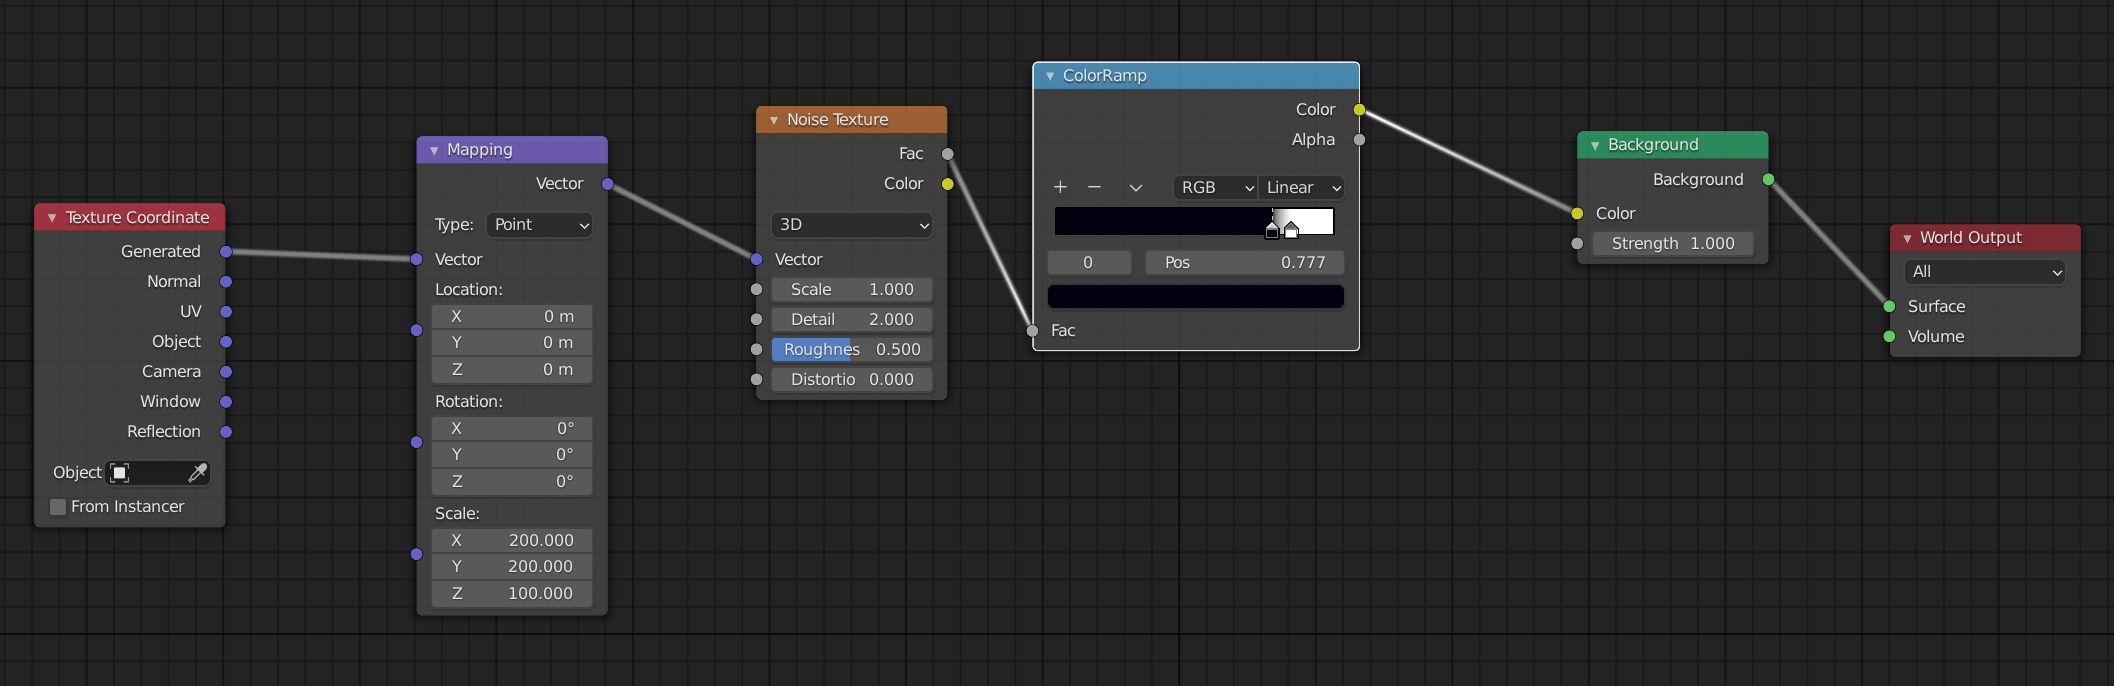 Texture Coordinate
Generated
Normal
UV
Object
Camera
Window
Reflection
Object
From Instancer
Mapping
Vector
Type: Point
Vector
Location:
X 0 m
Y 0 m
Z 0 m
Rotation:
X 0°
Y 0°
Z 0°
Scale:
X 200.000
Y 200.000
Z 100.000
Noise Texture
Fac
Color
3D
Vector
Scale 1.000
Detail 2.000
Roughnes 0.500
Distortio 0.000
ColorRamp
Color
Alpha
RGB Linear
0 Pos 0.777
Fac
Background
Background
Color
Strength 1.000
World Output
All
Surface
Volume